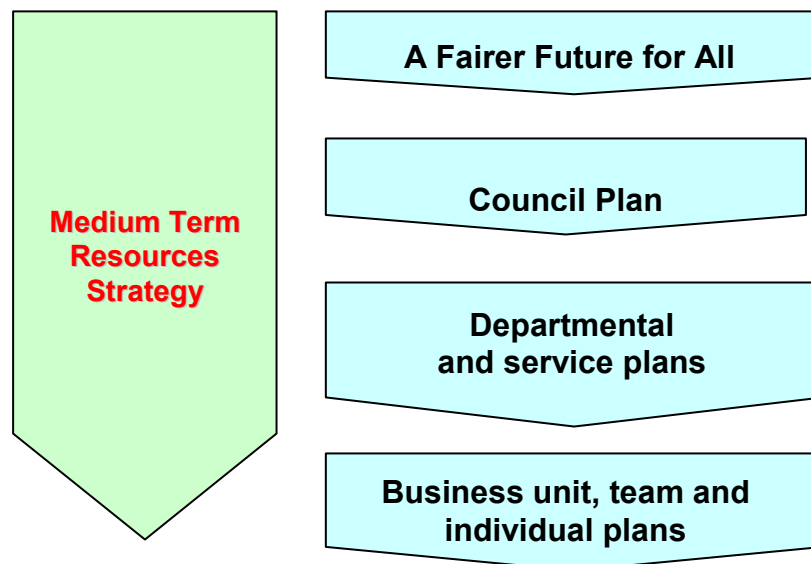 A Fairer Future for All
Council Plan
Medium Term
Resources
Strategy
Departmental
and service plans
Business unit, team and
individual plans